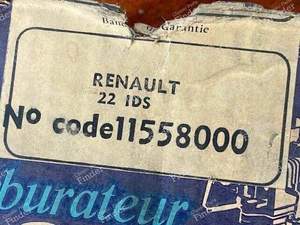 Garantie
RENAULT
22 IDS
No code11558000
burateur